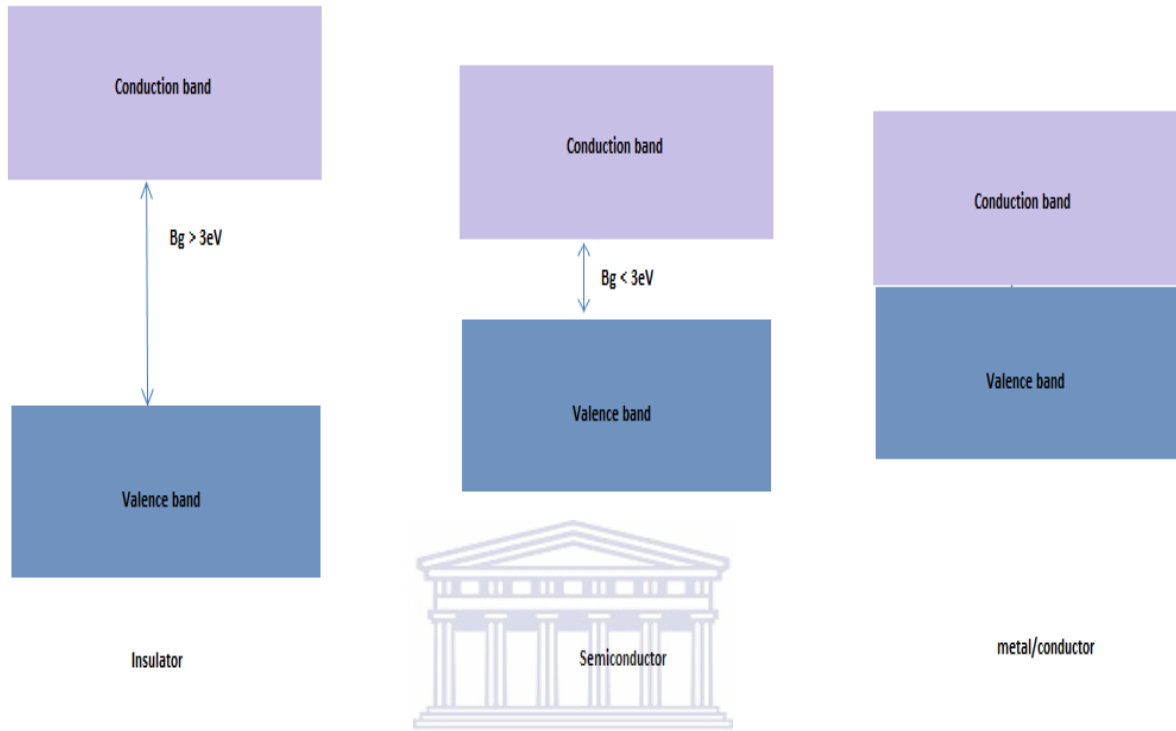 Conduction band
Bg > 3eV
Valence band
Insulator
Conduction band
Bg < 3eV
Valence band
Semiconductor
Conduction band
Valence band
metal/conductor